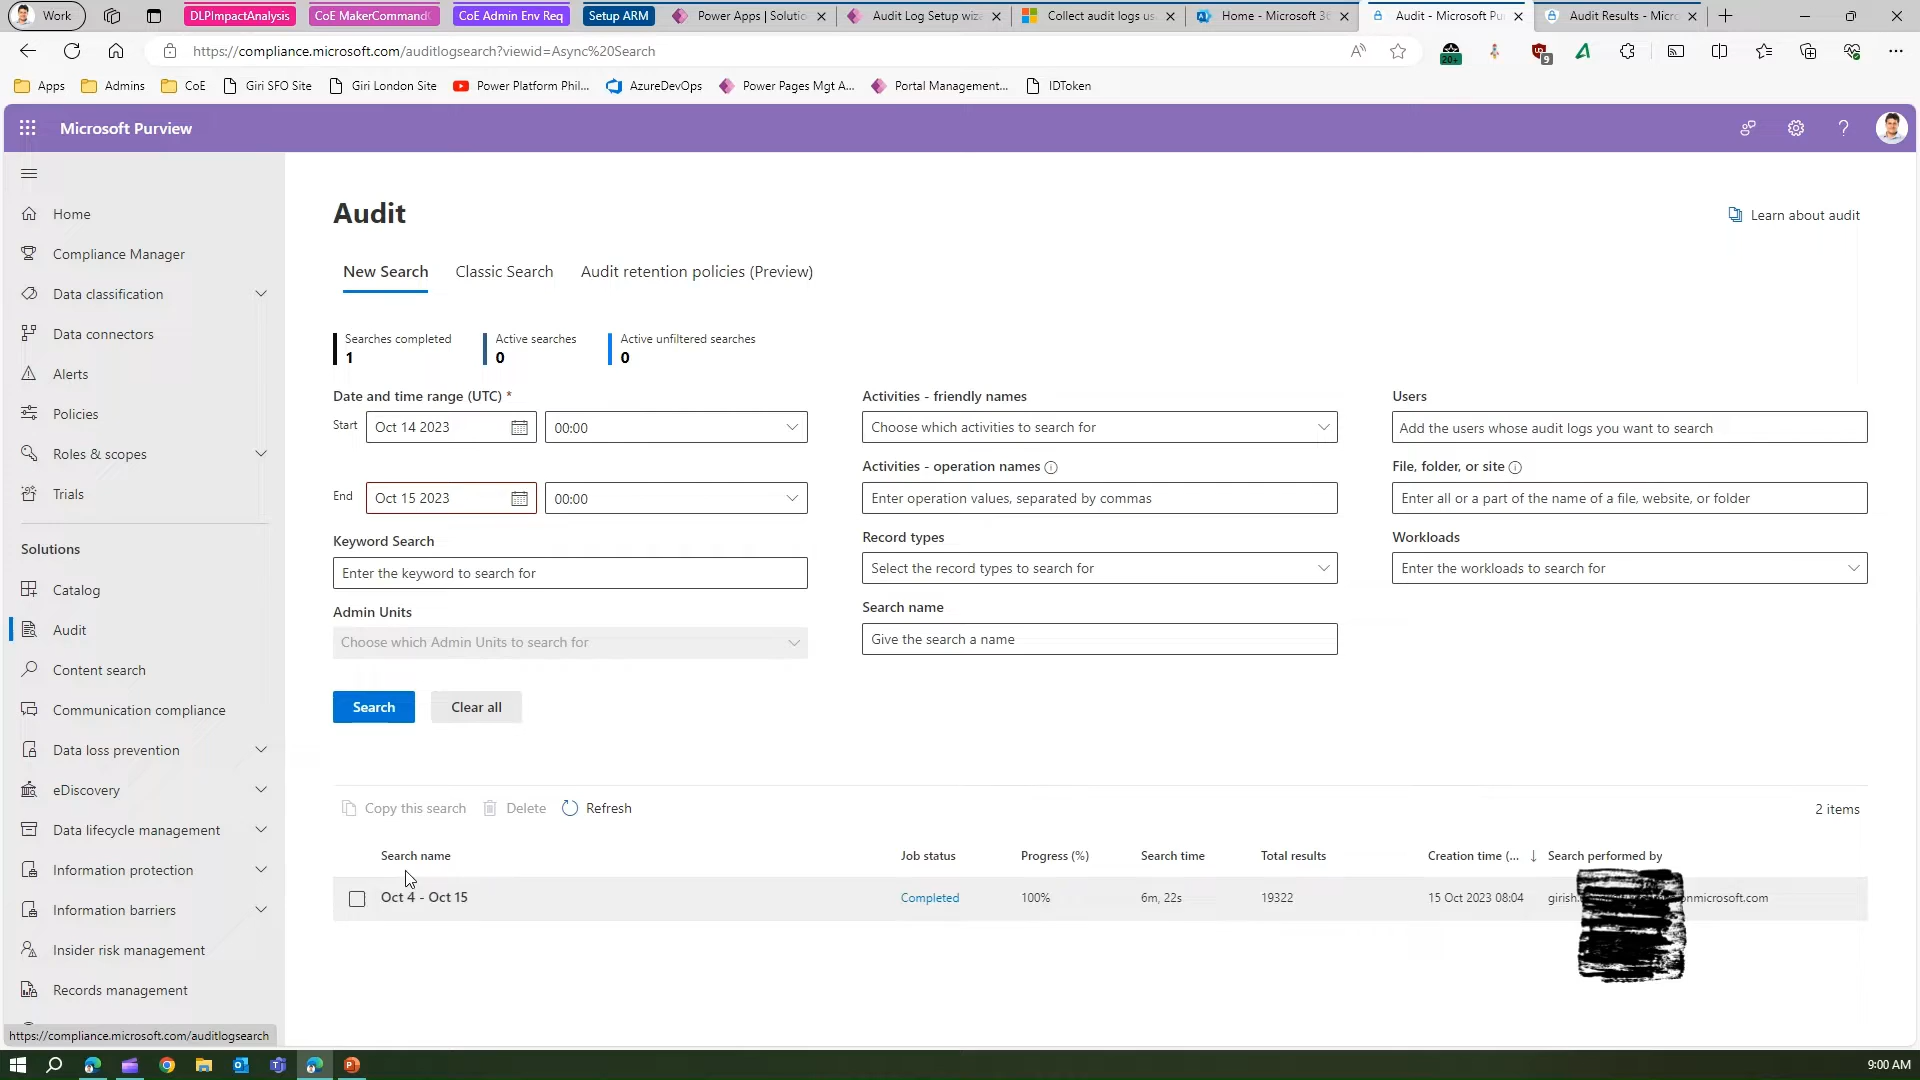 Work
DLPImpactAnalysis
CoE MakerCommand
CoE Admin Env Req
Setup ARM
Power Apps | Solutio
Audit Log Setup wiza
Collect audit logs us
Home - Microsoft 36
Audit - Microsoft Pu
Audit Results - Micro
https://compliance.microsoft.com/auditlogsearch?viewid=Async%20Search
20+
9
Apps
Admins
CoE
Giri SFO Site
Giri London Site
Power Platform Phil...
AzureDevOps
Power Pages Mgt A...
Portal Management...
IDToken
Microsoft Purview
Home
Compliance Manager
Data classification
Data connectors
Alerts
Policies
Roles & scopes
Trials
Solutions
Catalog
Audit
Content search
Communication compliance
Data loss prevention
eDiscovery
Data lifecycle management
Information protection
Information barriers
Insider risk management
Records management
https://compliance.microsoft.com/auditlogsearch
Audit
Learn about audit
New Search
Classic Search
Audit retention policies (Preview)
Searches completed
1
Active searches
0
Active unfiltered searches
0
Date and time range (UTC) *
Start
Oct 14 2023
00:00
End
Oct 15 2023
00:00
Keyword Search
Enter the keyword to search for
Admin Units
Choose which Admin Units to search for
Activities - friendly names
Choose which activities to search for
Activities - operation names
Enter operation values, separated by commas
Record types
Select the record types to search for
Search name
Give the search a name
Users
Add the users whose audit logs you want to search
File, folder, or site
Enter all or a part of the name of a file, website, or folder
Workloads
Enter the workloads to search for
Search
Clear all
Copy this search
Delete
Refresh
2 items
Search name
Job status
Progress (%)
Search time
Total results
Creation time (... ↓
Search performed by
Oct 4 - Oct 15
Completed
100%
6m, 22s
19322
15 Oct 2023 08:04
girish.
onmicrosoft.com
9:00 AM